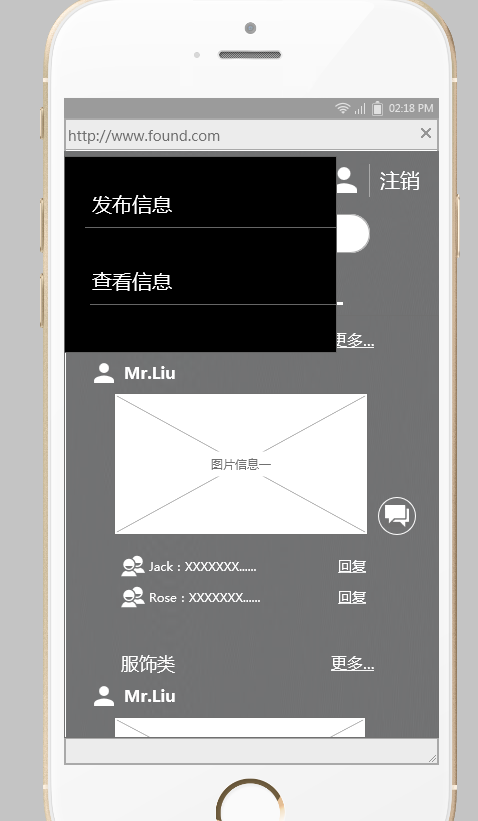 02:18 PM
http://www.found.com
注销
发布信息
查看信息
更多...
Mr.Liu
图片信息一
Jack : XXXXXXX...... 回复
Rose : XXXXXXX...... 回复
服饰类 更多...
Mr.Liu